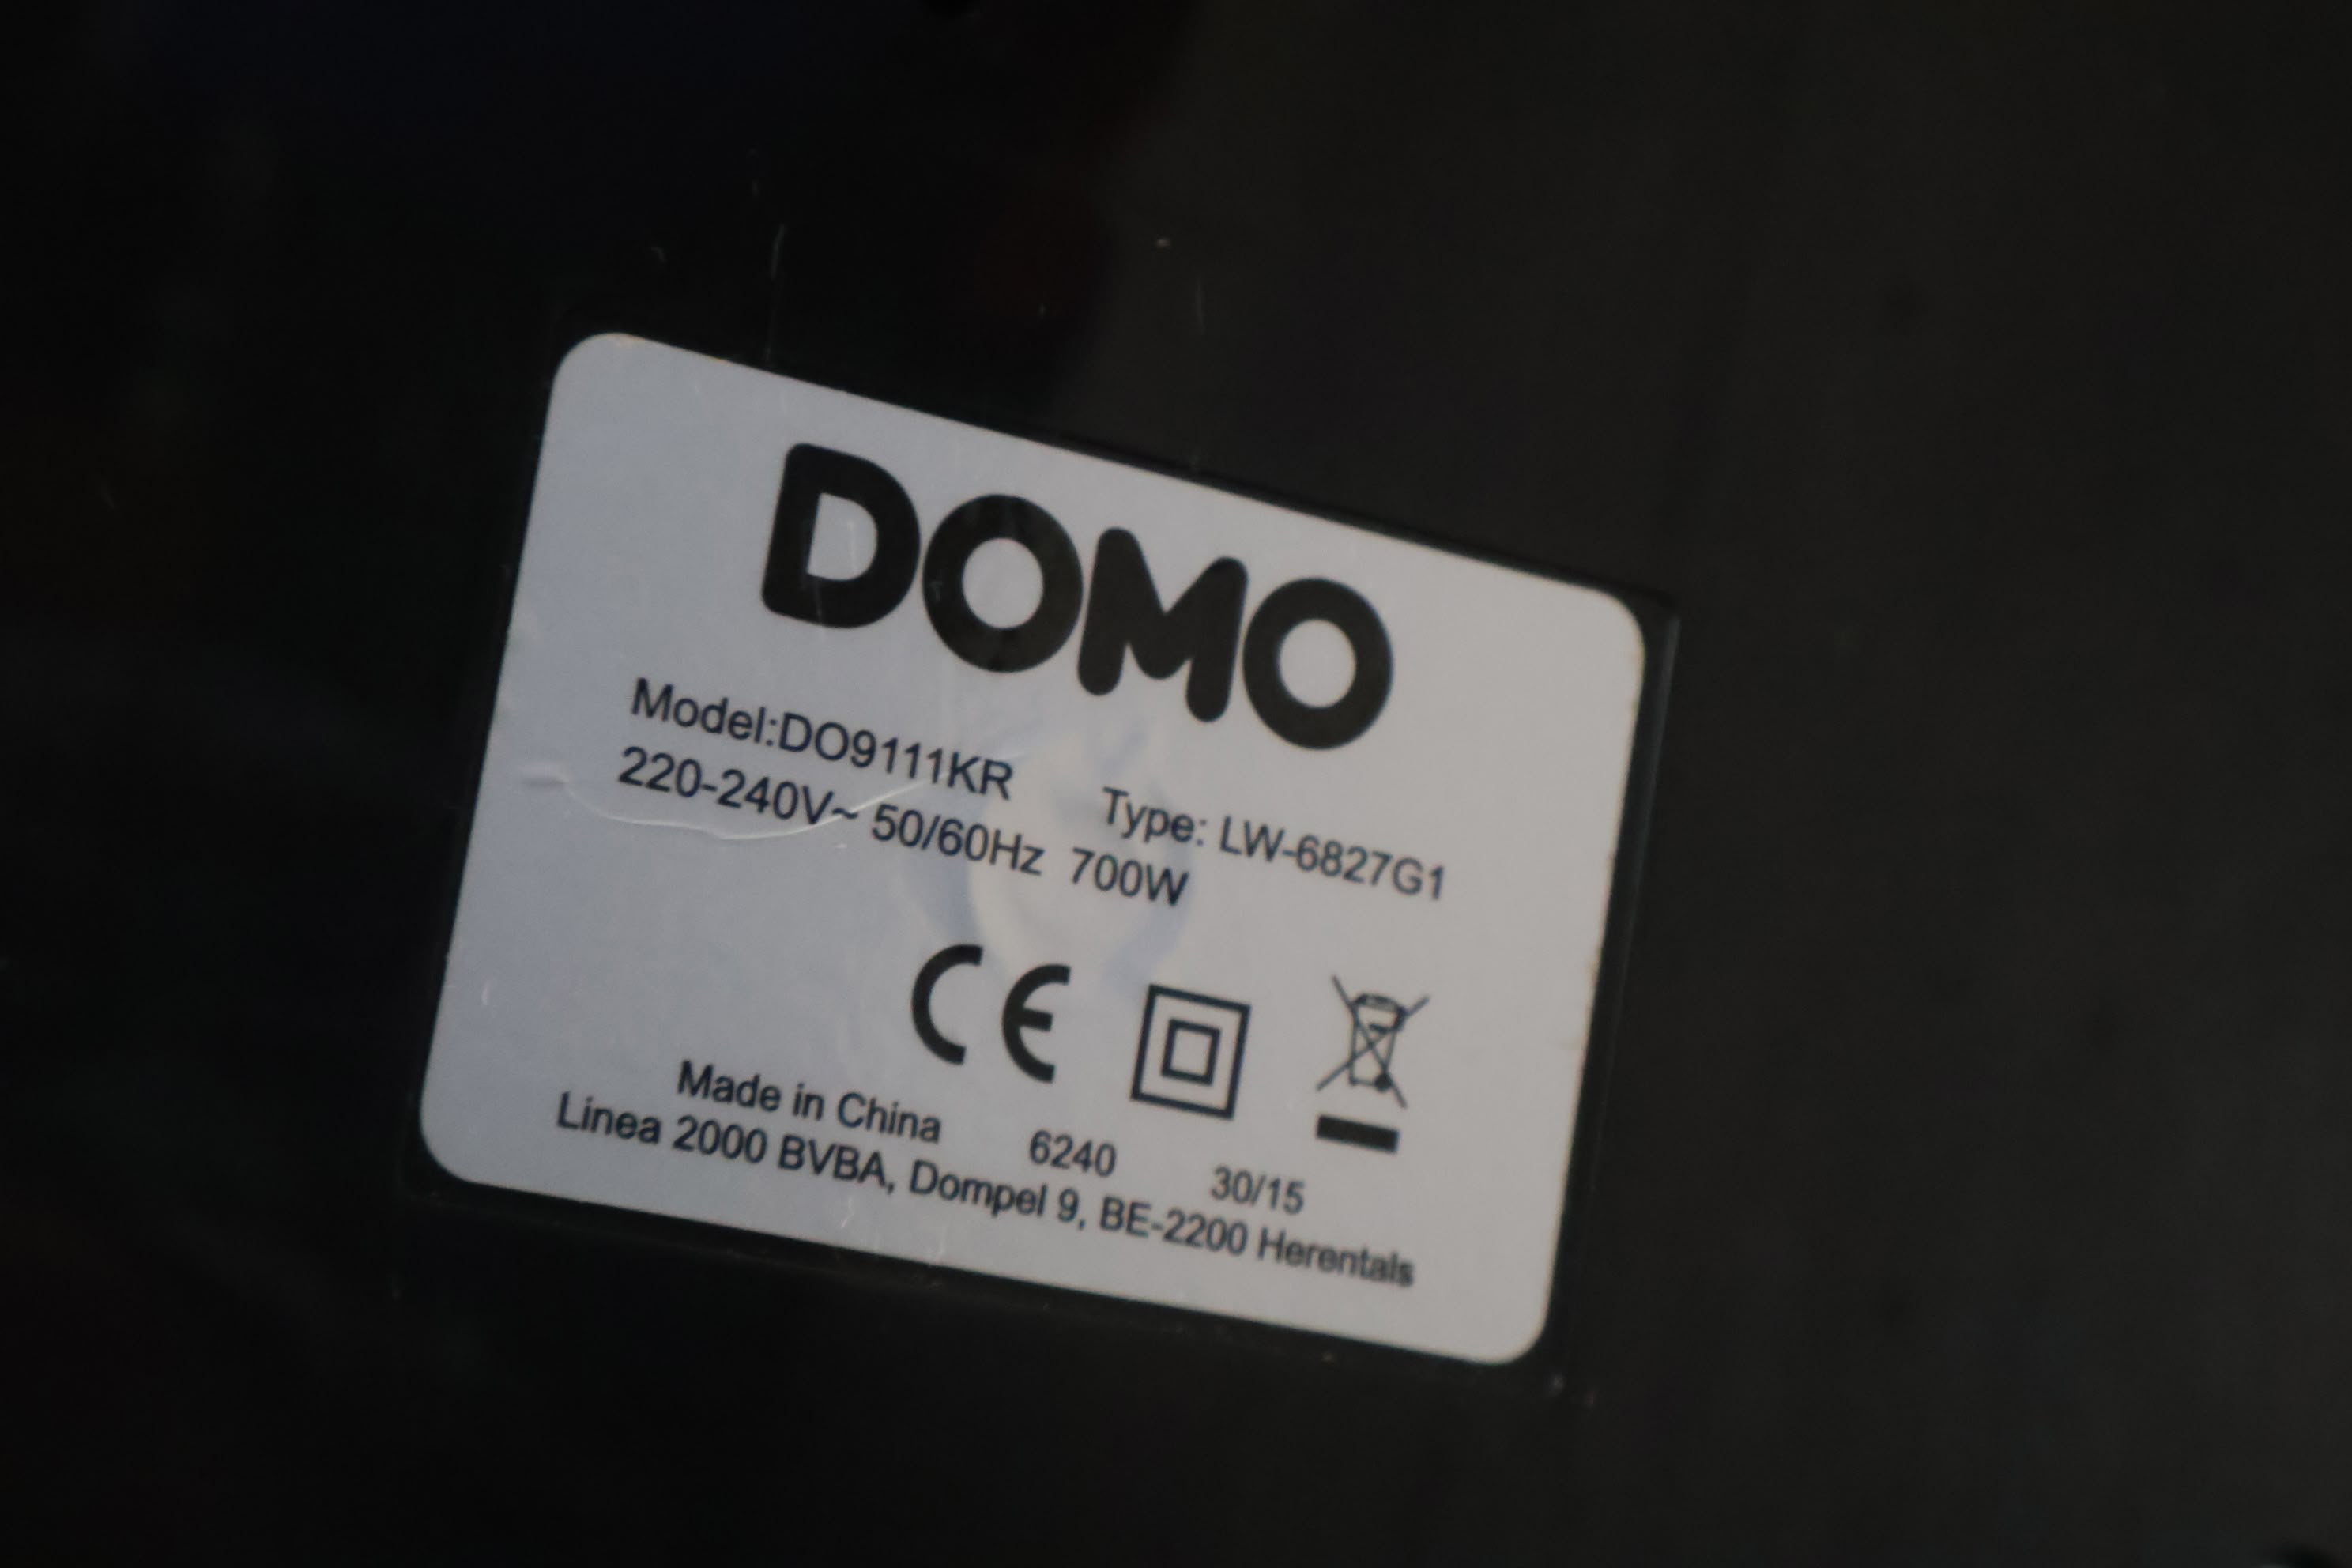 DOMO
Model:DO9111KR Type: LW-6827G1
220-240V~ 50/60Hz 700W
CE
Made in China 6240 30/15
Linea 2000 BVBA, Dompel 9, BE-2200 Herentals